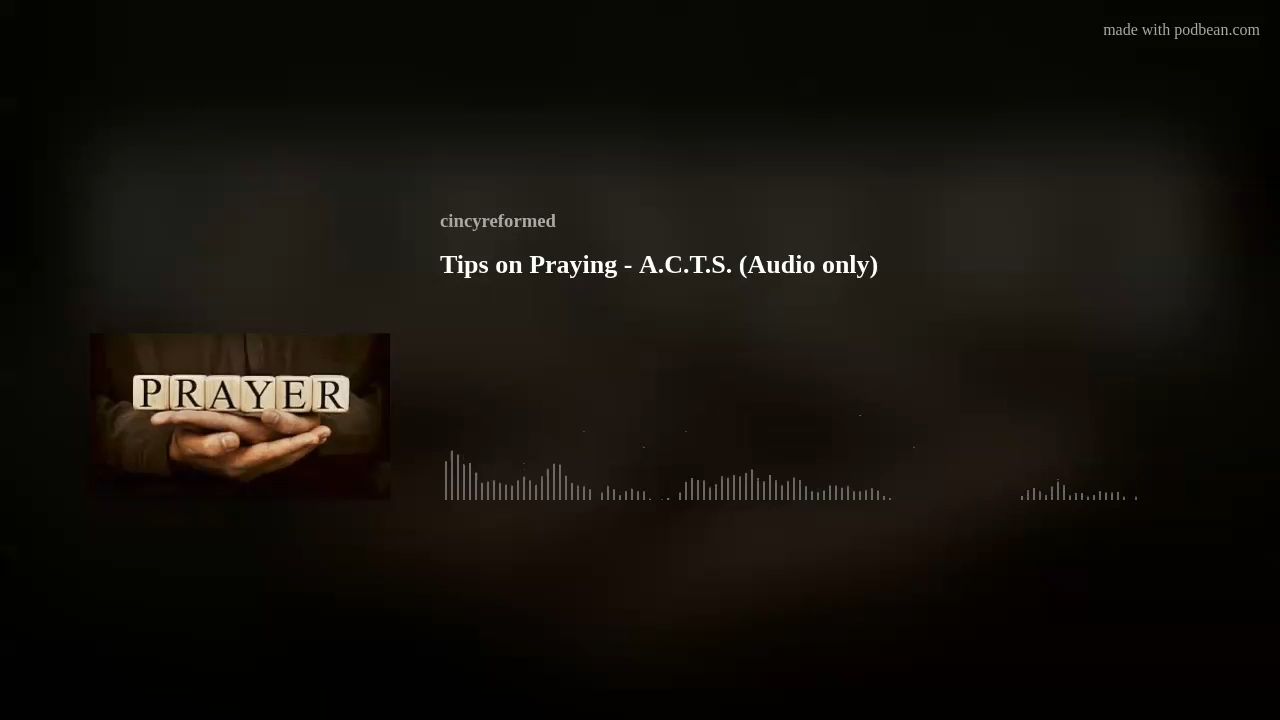 made with podbean.com
cincyreformed
Tips on Praying - A.C.T.S. (Audio only)
PRAYER